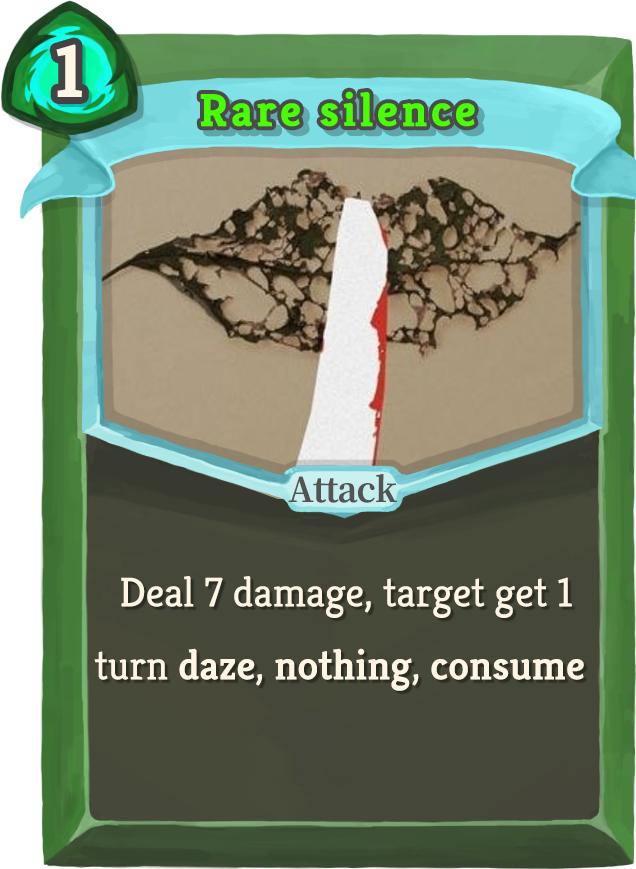 1
Rare silence
Attack
Deal 7 damage, target get 1
turn daze, nothing, consume